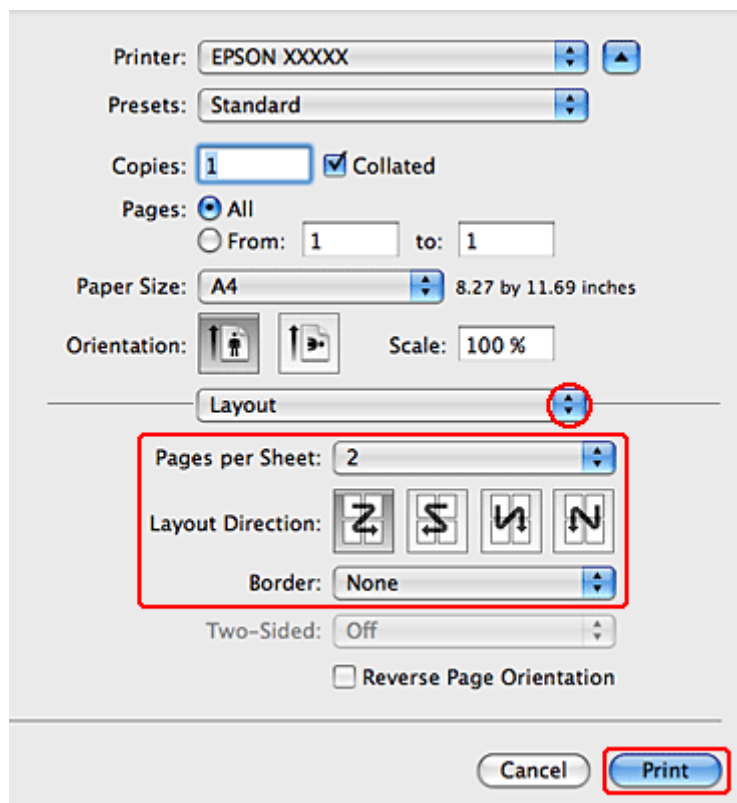 Printer: EPSON XXXXX
Presets: Standard
Copies: 1 Collated
Pages: All
From: 1 to: 1
Paper Size: A4 8.27 by 11.69 inches
Orientation: Scale: 100 %
Layout
Pages per Sheet: 2
Layout Direction:
Border: None
Two-Sided: Off
Reverse Page Orientation
Cancel Print